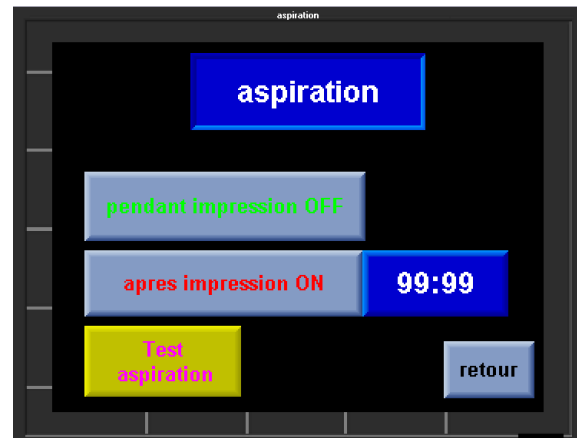 aspiration
aspiration
pendant impression OFF
apres impression ON
99:99
Test
aspiration
retour